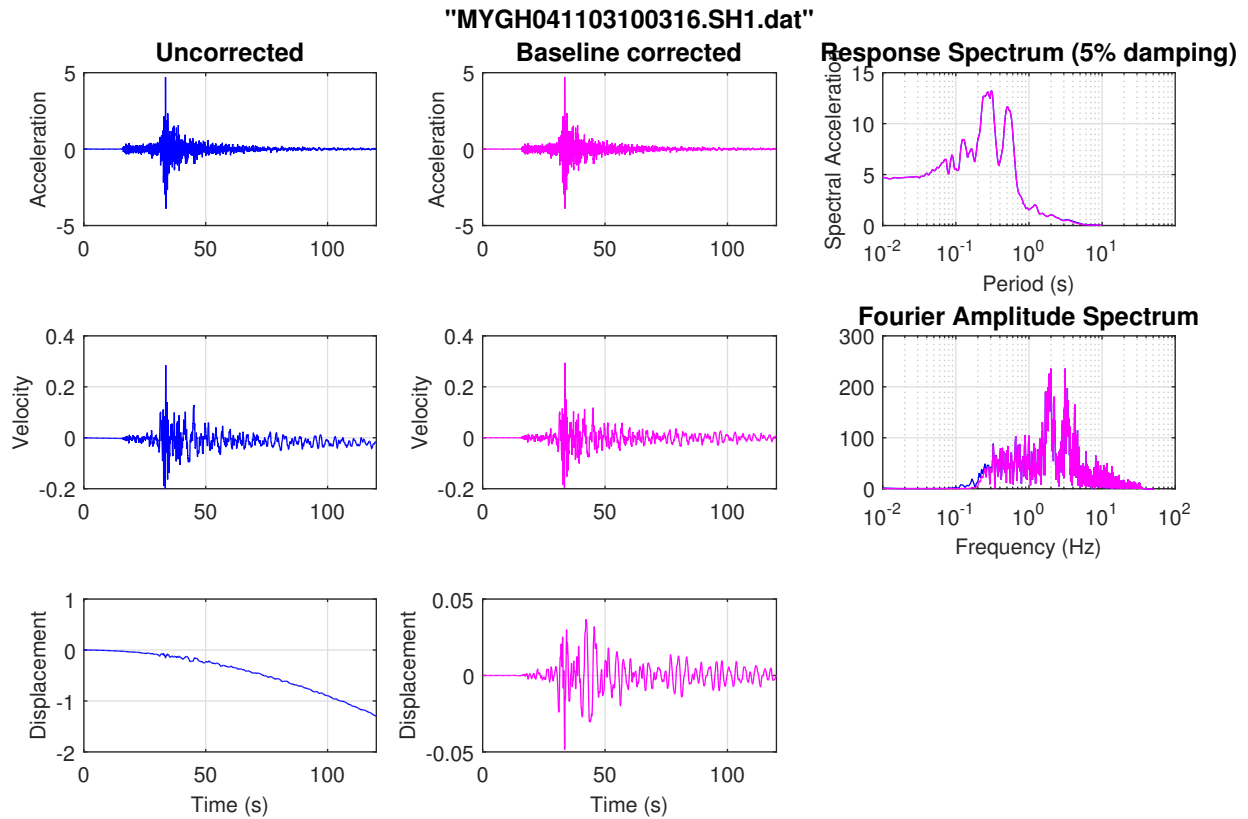 "MYGH041103100316.SH1.dat"
Uncorrected
Acceleration
5
0
-5
0 50 100
Baseline corrected
Acceleration
5
0
-5
0 50 100
Response Spectrum (5% damping)
Spectral Acceleration
15
10
5
0
10^-2 10^-1 10^0 10^1
Period (s)
Velocity
0.4
0.2
0
-0.2
0 50 100
Velocity
0.4
0.2
0
-0.2
0 50 100
Fourier Amplitude Spectrum
300
200
100
0
10^-2 10^-1 10^0 10^1 10^2
Frequency (Hz)
Displacement
1
0
-1
-2
0 50 100
Time (s)
Displacement
0.05
0
-0.05
0 50 100
Time (s)